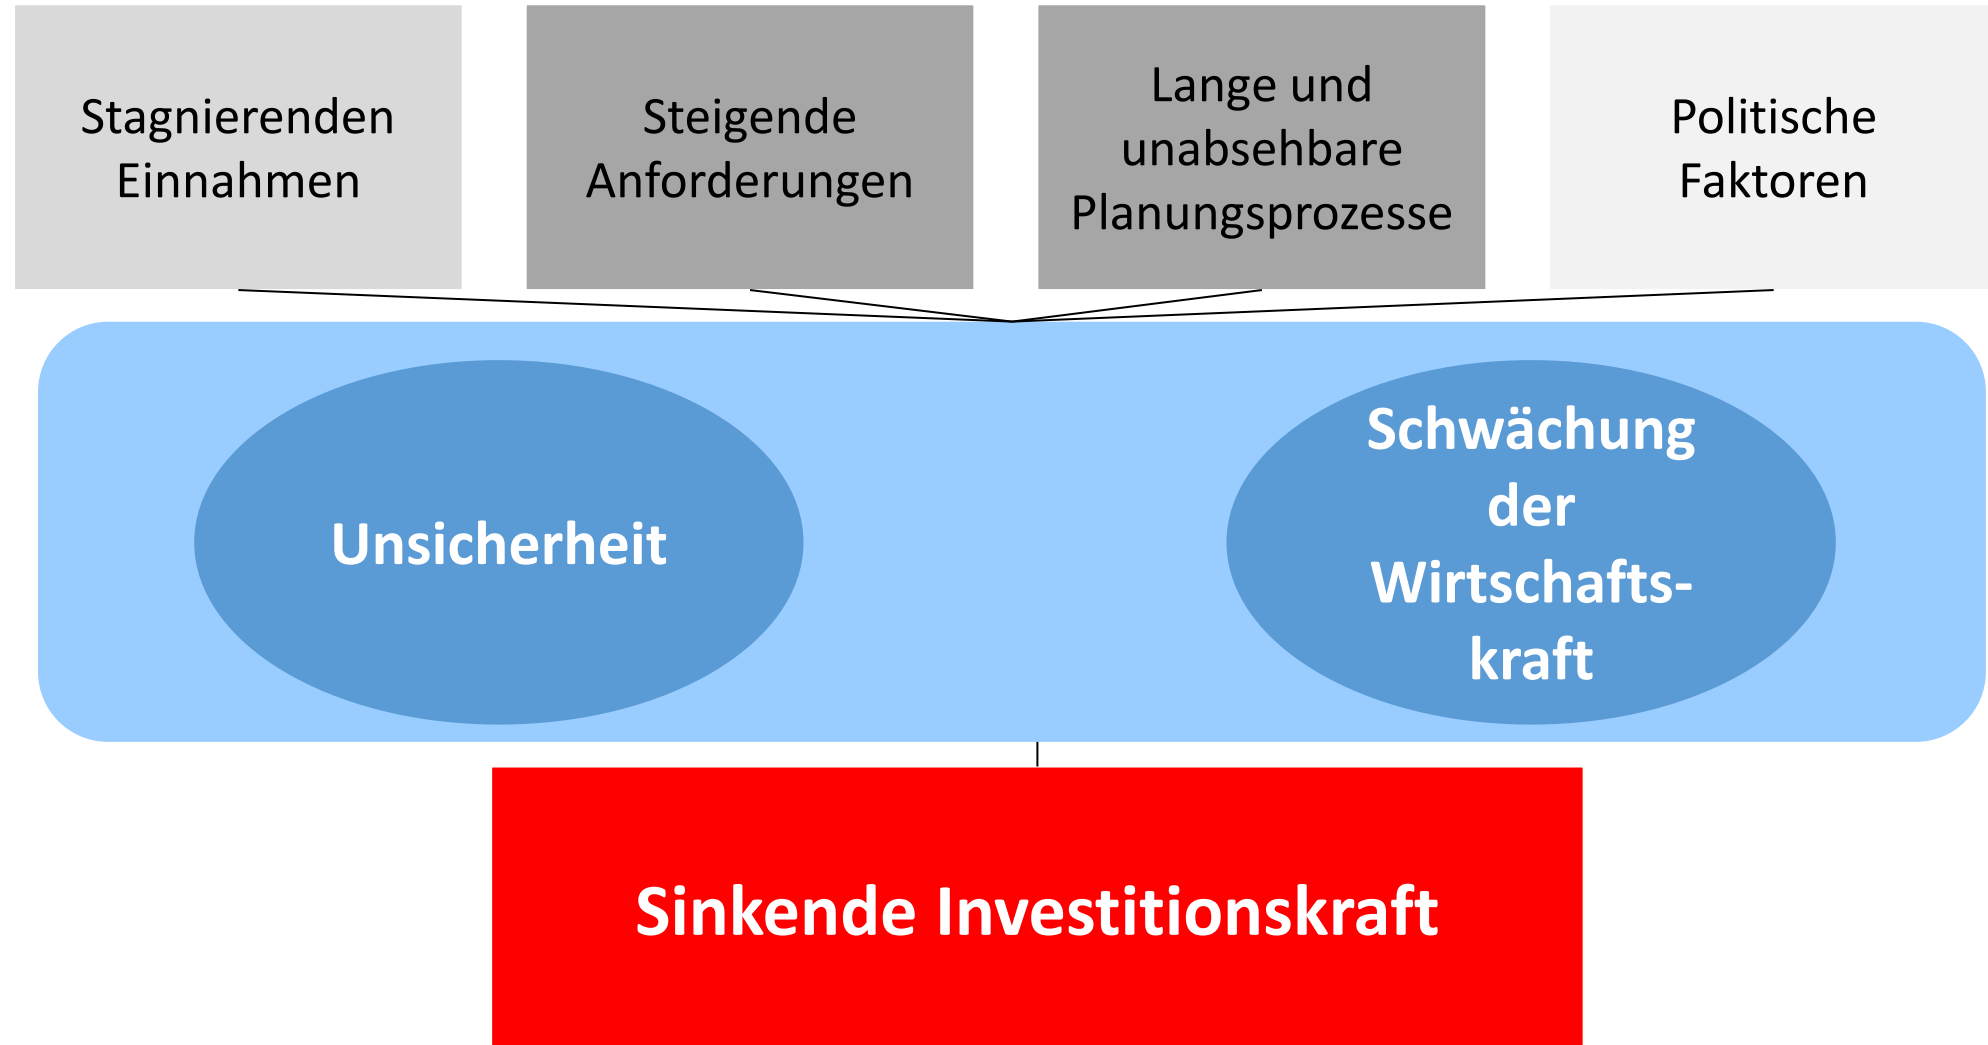 Stagnierenden
Einnahmen
Steigende
Anforderungen
Lange und
unabsehbare
Planungsprozesse
Politische
Faktoren
Unsicherheit
Schwächung
der
Wirtschafts-
kraft
Sinkende Investitionskraft